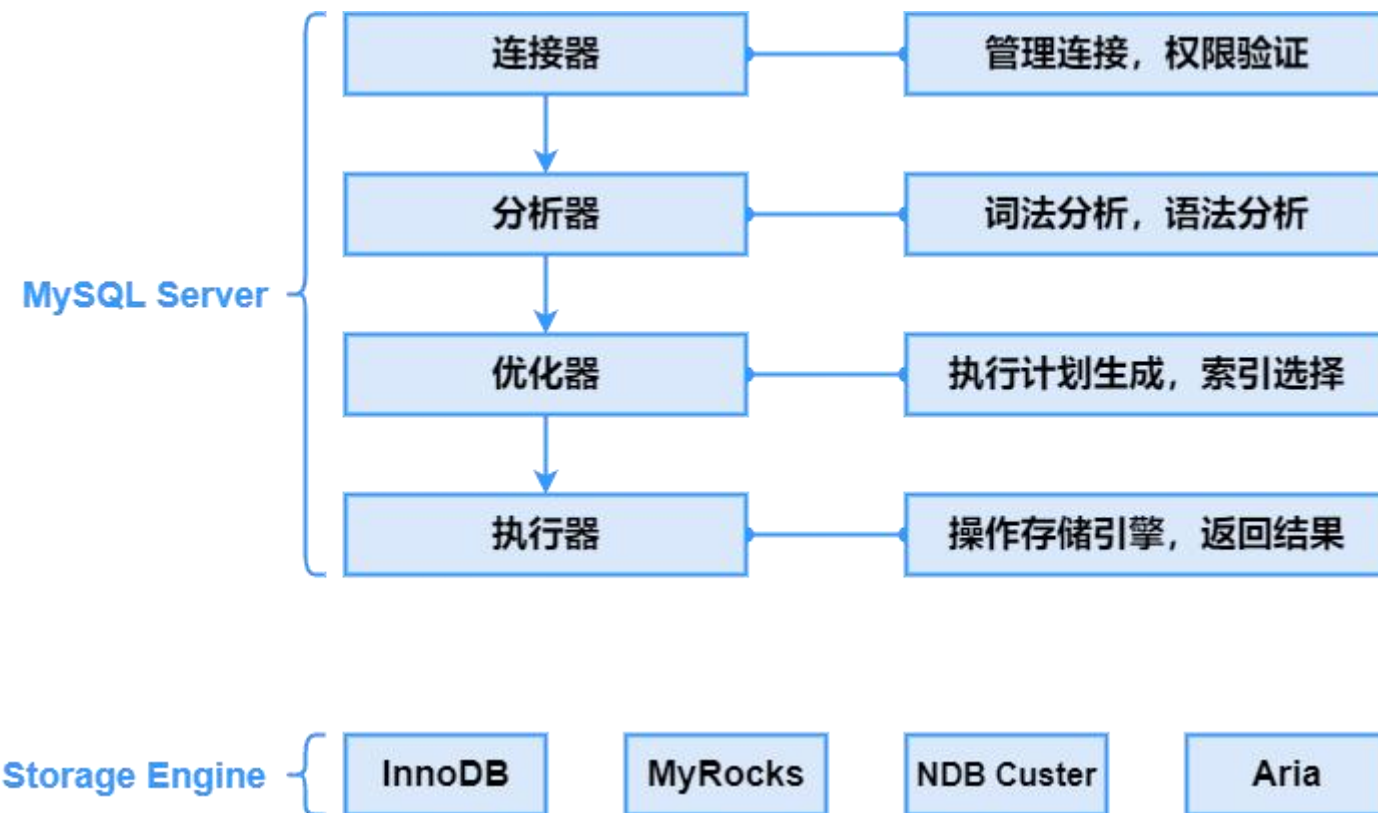 连接器
管理连接，权限验证
分析器
词法分析，语法分析
MySQL Server
优化器
执行计划生成，索引选择
执行器
操作存储引擎，返回结果
Storage Engine
InnoDB
MyRocks
NDB Custer
Aria